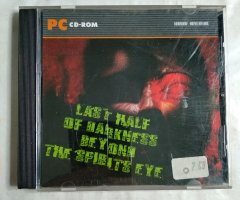 PC CD-ROM
LAST HALF
OF DARKNESS
BEYOND
THE SPIRITS EYE